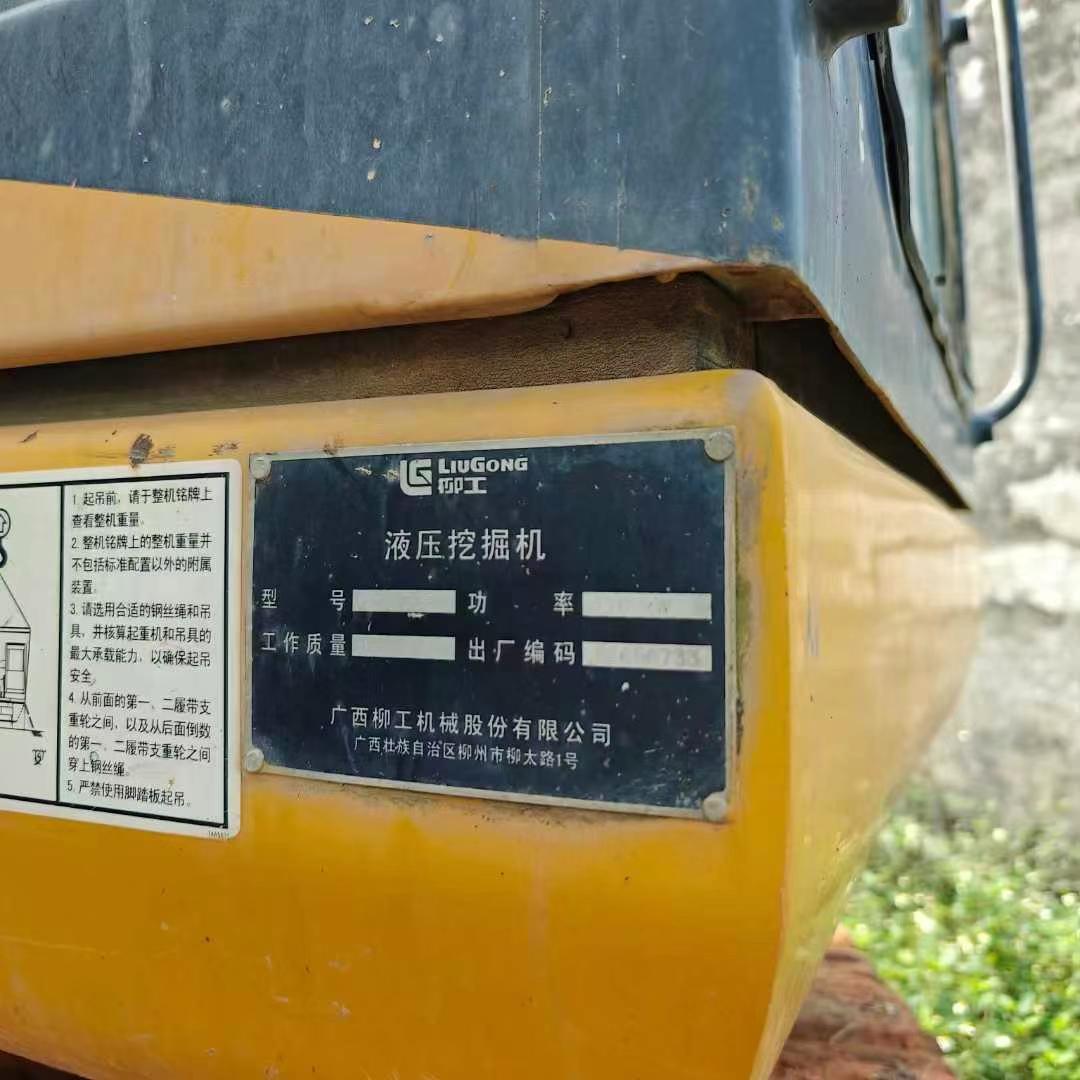 1. 起吊前，请于整机铭牌上
查看整机重量。
2. 整机铭牌上的整机重量并
不包括标准配置以外的附属
装置。
3. 请选用合适的钢丝绳和吊
具，并核算起重机和吊具的
最大承载能力，以确保起吊
安全。
4. 从前面的第一、二履带支
重轮之间，以及从后面倒数
的第一、二履带支重轮之间
穿上钢丝绳。
5. 严禁使用脚踏板起吊。
LG LIUGONG
柳工
液压挖掘机
型 号 功 率
工作质量 出厂编码
广西柳工机械股份有限公司
广西壮族自治区柳州市柳太路1号